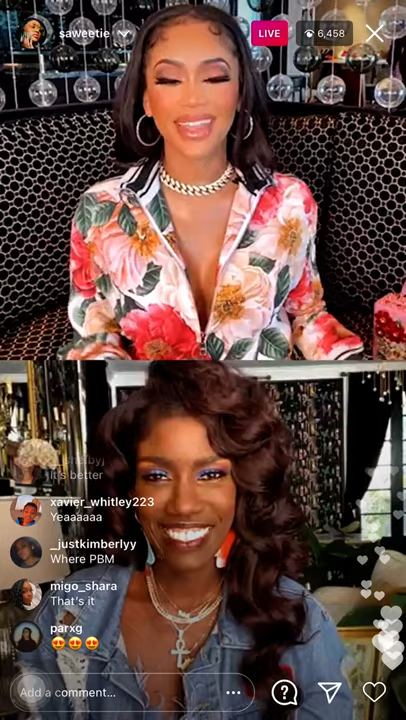 saweetie
LIVE
6,458
It's better
xavier_whitley223
Yeaaaaaa
_justkimberlyy
Where PBM
migo_shara
That's it
parxg
😍😍😍
Add a comment...